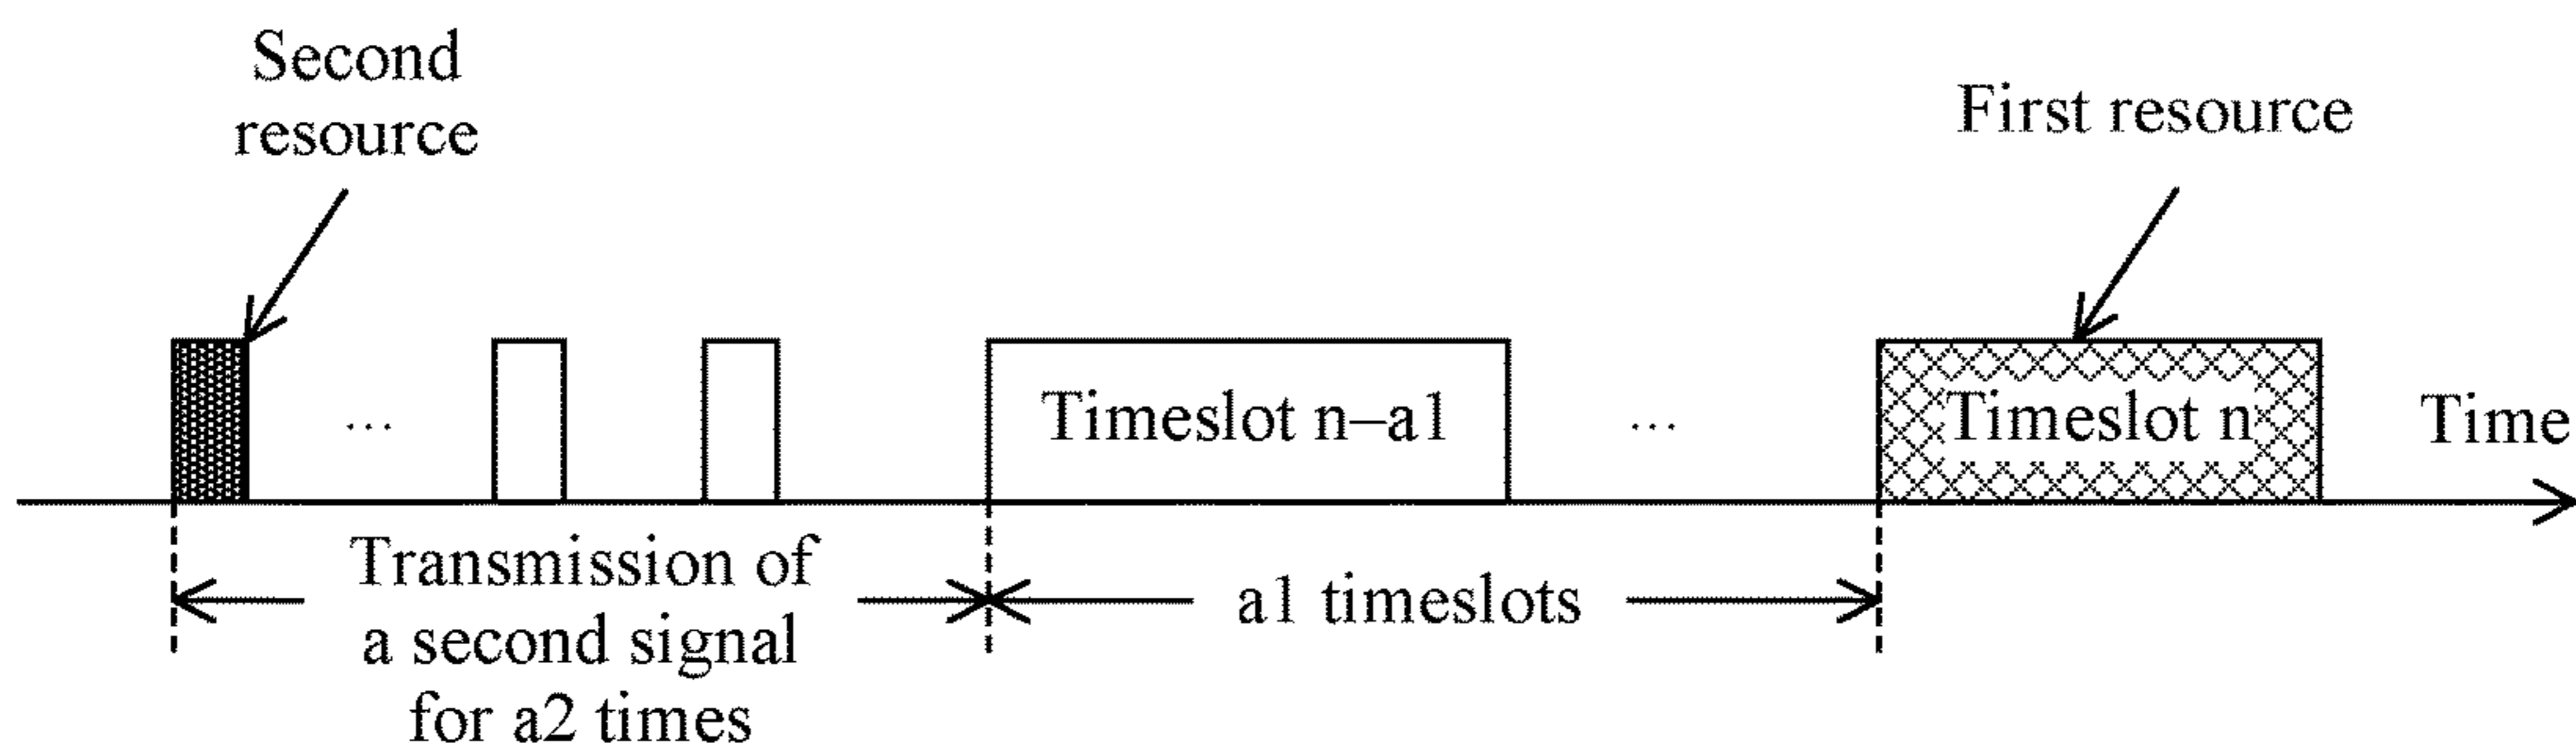 Second
resource
First resource
...
Timeslot n–a1
...
Timeslot n
Time
Transmission of
a second signal
for a2 times
a1 timeslots